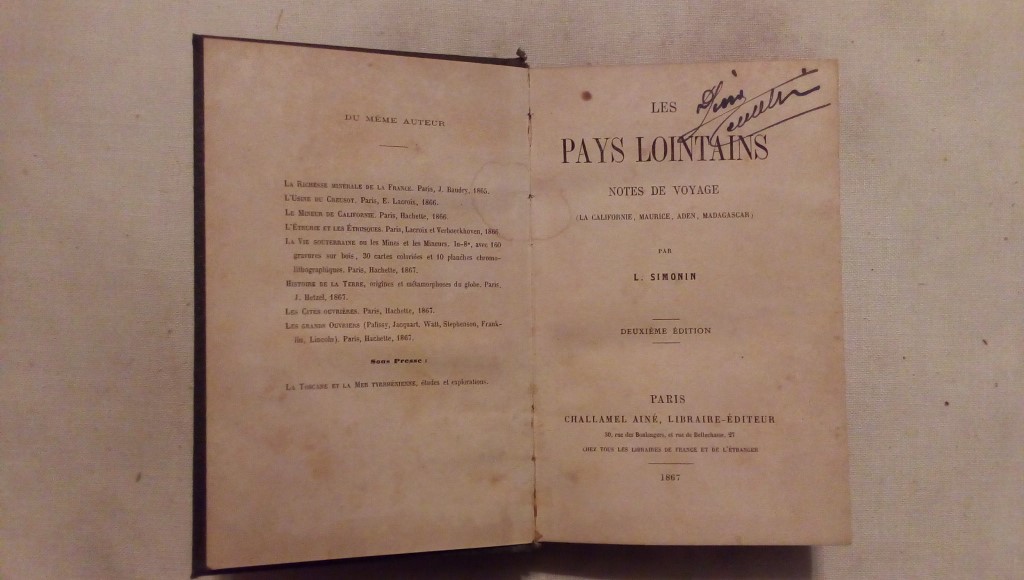 DU MÊME AUTEUR
LA RICHESSE MINÉRALE DE LA FRANCE. Paris, J. Baudry, 1865.
L'USINE DU CREUSOT. Paris, E. Lacroix, 1866.
LE MINEUR DE CALIFORNIE. Paris, Hachette, 1866.
L'ÉTRURIE ET LES ÉTRUSQUES. Paris, Lacroix et Verboeckhoven, 1866.
LA VIE SOUTERRAINE ou les Mines et les Mineurs. In-8°, avec 160
gravures sur bois, 30 cartes coloriées et 10 planches chromo-
lithographiques. Paris, Hachette, 1867.
HISTOIRE DE LA TERRE, origines et métamorphoses du globe. Paris,
J. Hetzel, 1867.
LES CITÉS OUVRIÈRES. Paris, Hachette, 1867.
LES GRANDS OUVRIERS (Palissy, Jacquart, Watt, Stephenson, Frank-
lin, Lincoln). Paris, Hachette, 1867.
Sous Presse :
LA TOSCANE ET LA MER TYRRHÉNIENNE, études et explorations.
LES
PAYS LOINTAINS
NOTES DE VOYAGE
(LA CALIFORNIE, MAURICE, ADEN, MADAGASCAR)
PAR
L. SIMONIN
DEUXIÈME ÉDITION
PARIS
CHALLAMEL AINÉ, LIBRAIRE-ÉDITEUR
30, rue des Boulangers, et rue de Bellechasse, 27
CHEZ TOUS LES LIBRAIRES DE FRANCE ET DE L'ÉTRANGER
1867